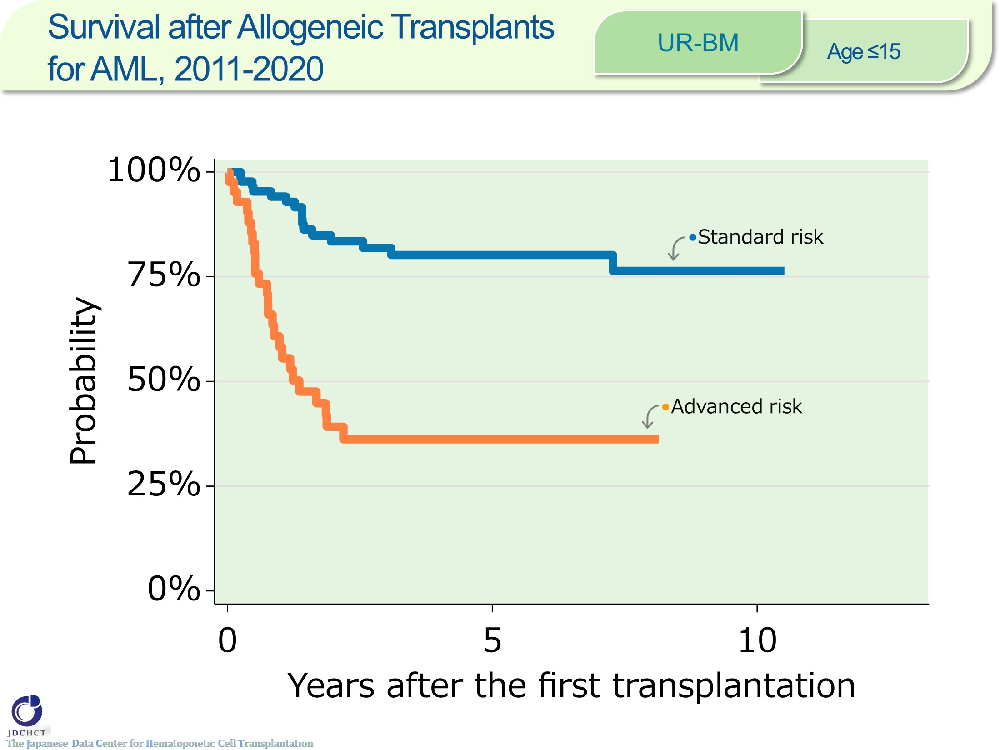 Survival after Allogeneic Transplants
for AML, 2011-2020
UR-BM
Age ≤15
100%
75%
50%
25%
0%
Probability
Standard risk
Advanced risk
0 5 10
Years after the first transplantation
JDCHCT
The Japanese Data Center for Hematopoietic Cell Transplantation